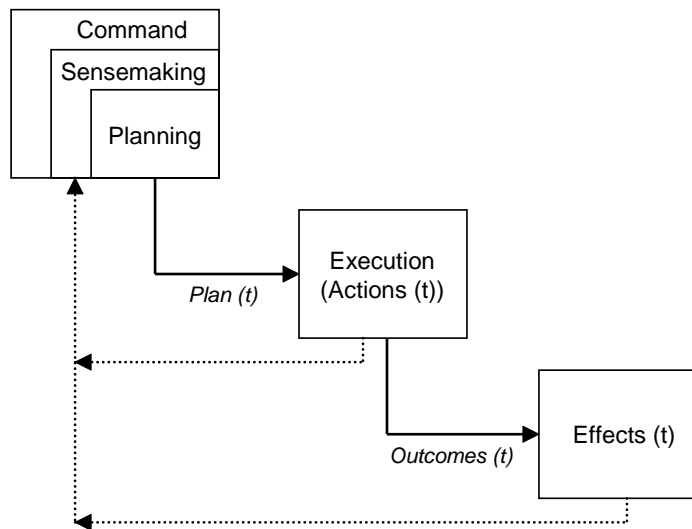 Command
Sensemaking
Planning
Plan (t)
Execution
(Actions (t))
Outcomes (t)
Effects (t)